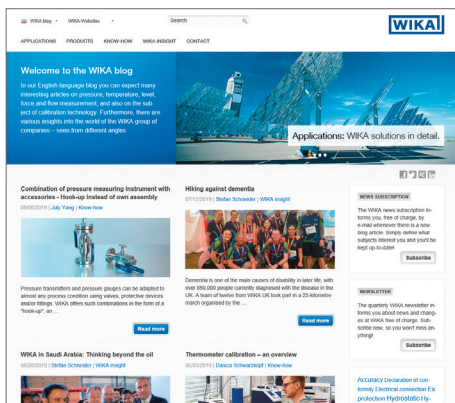 WIKA blog WIKA-Websites Search
WIKA
APPLICATIONS PRODUCTS KNOW-HOW WIKA INSIGHT CONTACT
Welcome to the WIKA blog
In our English-language blog you can expect many
interesting articles on pressure, temperature, level,
force and flow measurement, and also on the sub-
ject of calibration technology. Furthermore, there are
various insights into the world of the WIKA group of
companies – seen from different angles.
Applications: WIKA solutions in detail.
Combination of pressure measuring instrument with
accessories - Hook-up instead of own assembly
| July Yang | Know-how
Pressure transmitters and pressure gauges can be adapted to
almost any process condition using valves, protective devices
and/or fittings. WIKA offers such combinations in the form of a
"hook-up", an ...
Read more
Hiking against dementia
07/12/2019 | Stefan Schneider | WIKA insight
Dementia is one of the main causes of disability in later life, with
over 850,000 people currently diagnosed with the disease in the
UK. A team of twelve from WIKA UK took part in a 25-kilometre
march organised by the ...
Read more
NEWS SUBSCRIPTION
The WIKA news subscription in-
forms you, free of charge, by
e-mail whenever there is a new
blog article. Simply define what
subjects interest you and you'll be
kept up-to-date!
Subscribe
NEWSLETTER
The quarterly WIKA newsletter in-
forms you about news and chang-
es at WIKA free of charge. Sub-
scribe now, so you won't miss an-
ything!
Subscribe
WIKA in Saudi Arabia: Thinking beyond the oil
| Stefan Schneider | WIKA insight
Thermometer calibration – an overview
| Danica Schwarzkopf | Know-how
Accuracy Declaration of con-
formity Electrical connection Ex
protection Hydrostatic Hy-